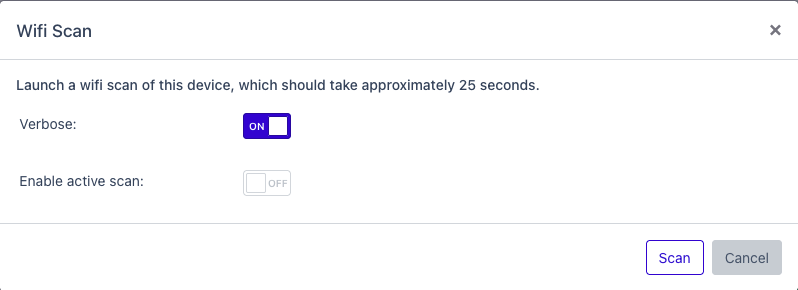 Wifi Scan
×
Launch a wifi scan of this device, which should take approximately 25 seconds.
Verbose: ON
Enable active scan: OFF
Scan Cancel